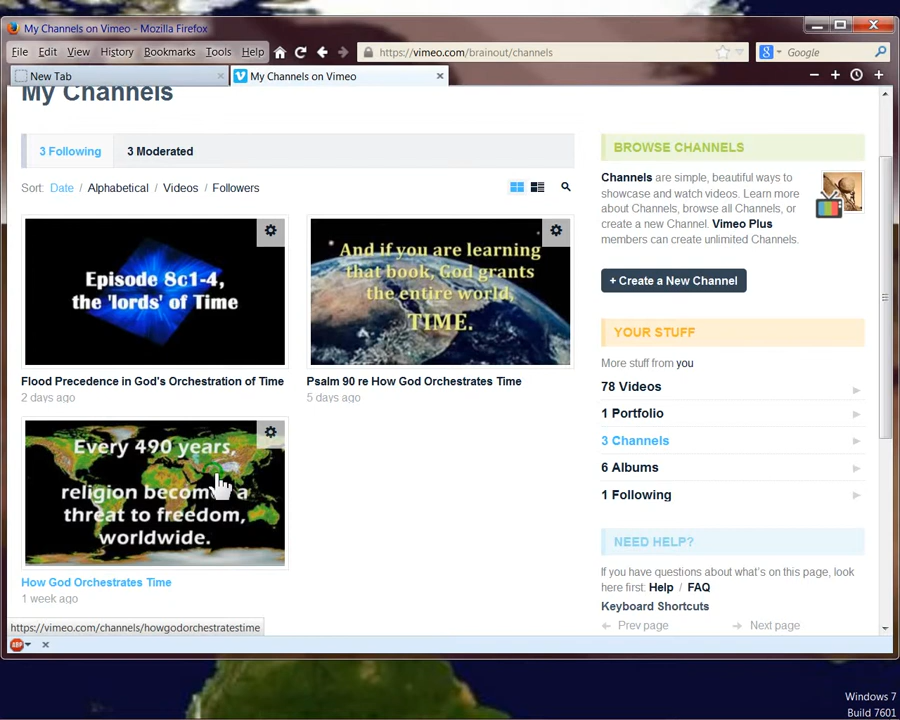 My Channels on Vimeo - Mozilla Firefox
File Edit View History Bookmarks Tools Help
https://vimeo.com/brainout/channels
Google
New Tab
My Channels on Vimeo
My Channels
3 Following
3 Moderated
Sort: Date / Alphabetical / Videos / Followers
Episode 8c1-4,
the 'lords' of Time
Flood Precedence in God's Orchestration of Time
2 days ago
And if you are learning
that book, God grants
the entire world,
TIME.
Psalm 90 re How God Orchestrates Time
5 days ago
Every 490 years,
religion becomes a
threat to freedom,
worldwide.
How God Orchestrates Time
1 week ago
BROWSE CHANNELS
Channels are simple, beautiful ways to
showcase and watch videos. Learn more
about Channels, browse all Channels, or
create a new Channel. Vimeo Plus
members can create unlimited Channels.
+ Create a New Channel
YOUR STUFF
More stuff from you
78 Videos
1 Portfolio
3 Channels
6 Albums
1 Following
NEED HELP?
If you have questions about what's on this page, look
here first: Help / FAQ
Keyboard Shortcuts
← Prev page → Next page
https://vimeo.com/channels/howgodorchestratestime
ABP
Windows 7
Build 7601